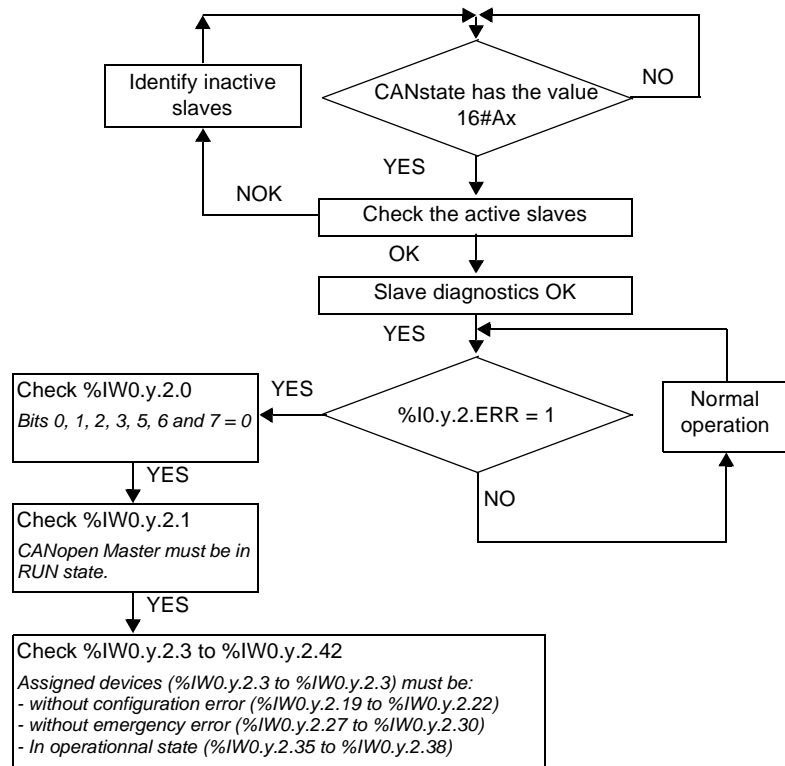 Identify inactive
slaves
CANstate has the value
16#Ax
NO
YES
NOK
Check the active slaves
OK
Slave diagnostics OK
YES
Check %IW0.y.2.0
Bits 0, 1, 2, 3, 5, 6 and 7 = 0
YES
%I0.y.2.ERR = 1
Normal
operation
YES
NO
Check %IW0.y.2.1
CANopen Master must be in
RUN state.
YES
Check %IW0.y.2.3 to %IW0.y.2.42
Assigned devices (%IW0.y.2.3 to %IW0.y.2.3) must be:
- without configuration error (%IW0.y.2.19 to %IW0.y.2.22)
- without emergency error (%IW0.y.2.27 to %IW0.y.2.30)
- In operationnal state (%IW0.y.2.35 to %IW0.y.2.38)